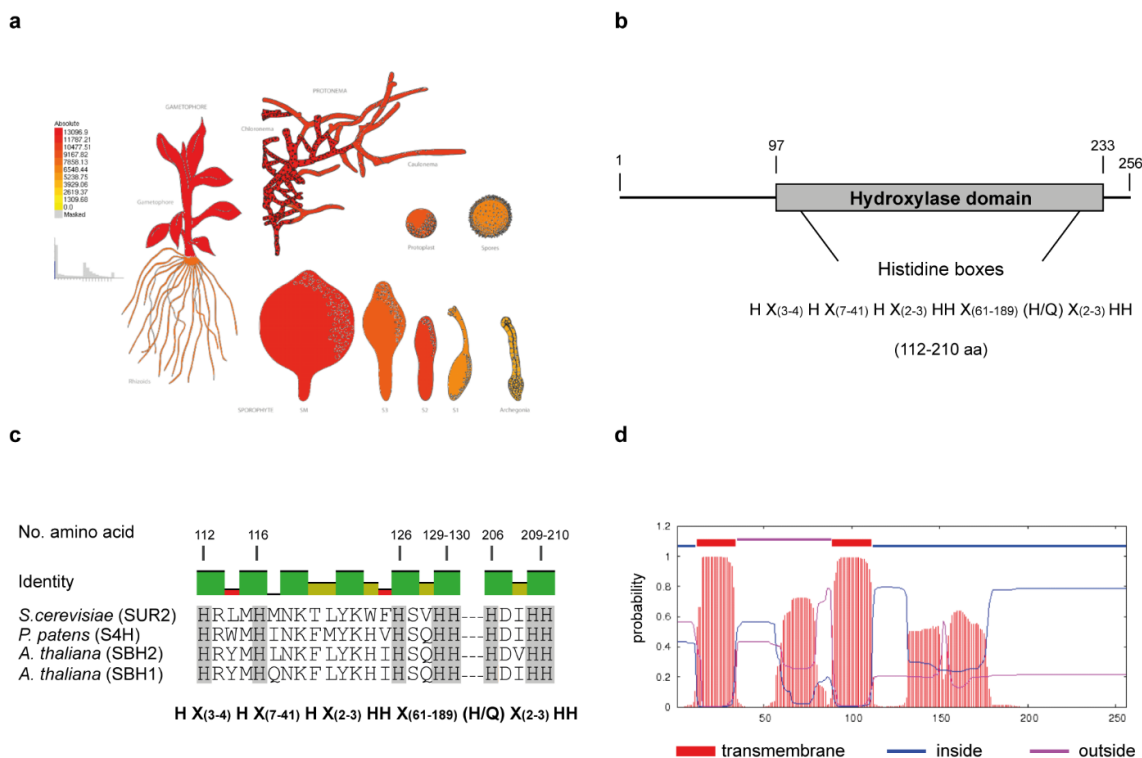 a
GAMETOPHORE
PROTONEMA
Absolute
13096.9
11787.21
10477.51
9167.82
7858.13
6548.44
5238.75
3929.06
2619.37
1309.68
0.0
Masked
Chloronema
Caulonema
Gametophore
Protoplast
Spores
Rhizoids
SPOROPHYTE
SM
S3
S2
S1
Archegonia
b
1
97
233
256
Hydroxylase domain
Histidine boxes
H X(3-4) H X(7-41) H X(2-3) HH X(61-189) (H/Q) X(2-3) HH
(112-210 aa)
c
No. amino acid
112 116 126 129-130 206 209-210
Identity
S.cerevisiae (SUR2) HRLMHMNKTLYKWFHSVHH---HDIHH
P. patens (S4H) HRWMHINKFMYKHVHSQHH---HDIHH
A. thaliana (SBH2) HRYMHLNKFLYKHIHSQHH---HDVHH
A. thaliana (SBH1) HRYMHQNKFLYKHIHSQHH---HDIHH
H X(3-4) H X(7-41) H X(2-3) HH X(61-189) (H/Q) X(2-3) HH
d
probability
1.2
1
0.8
0.6
0.4
0.2
0
50 100 150 200 250
transmembrane inside outside